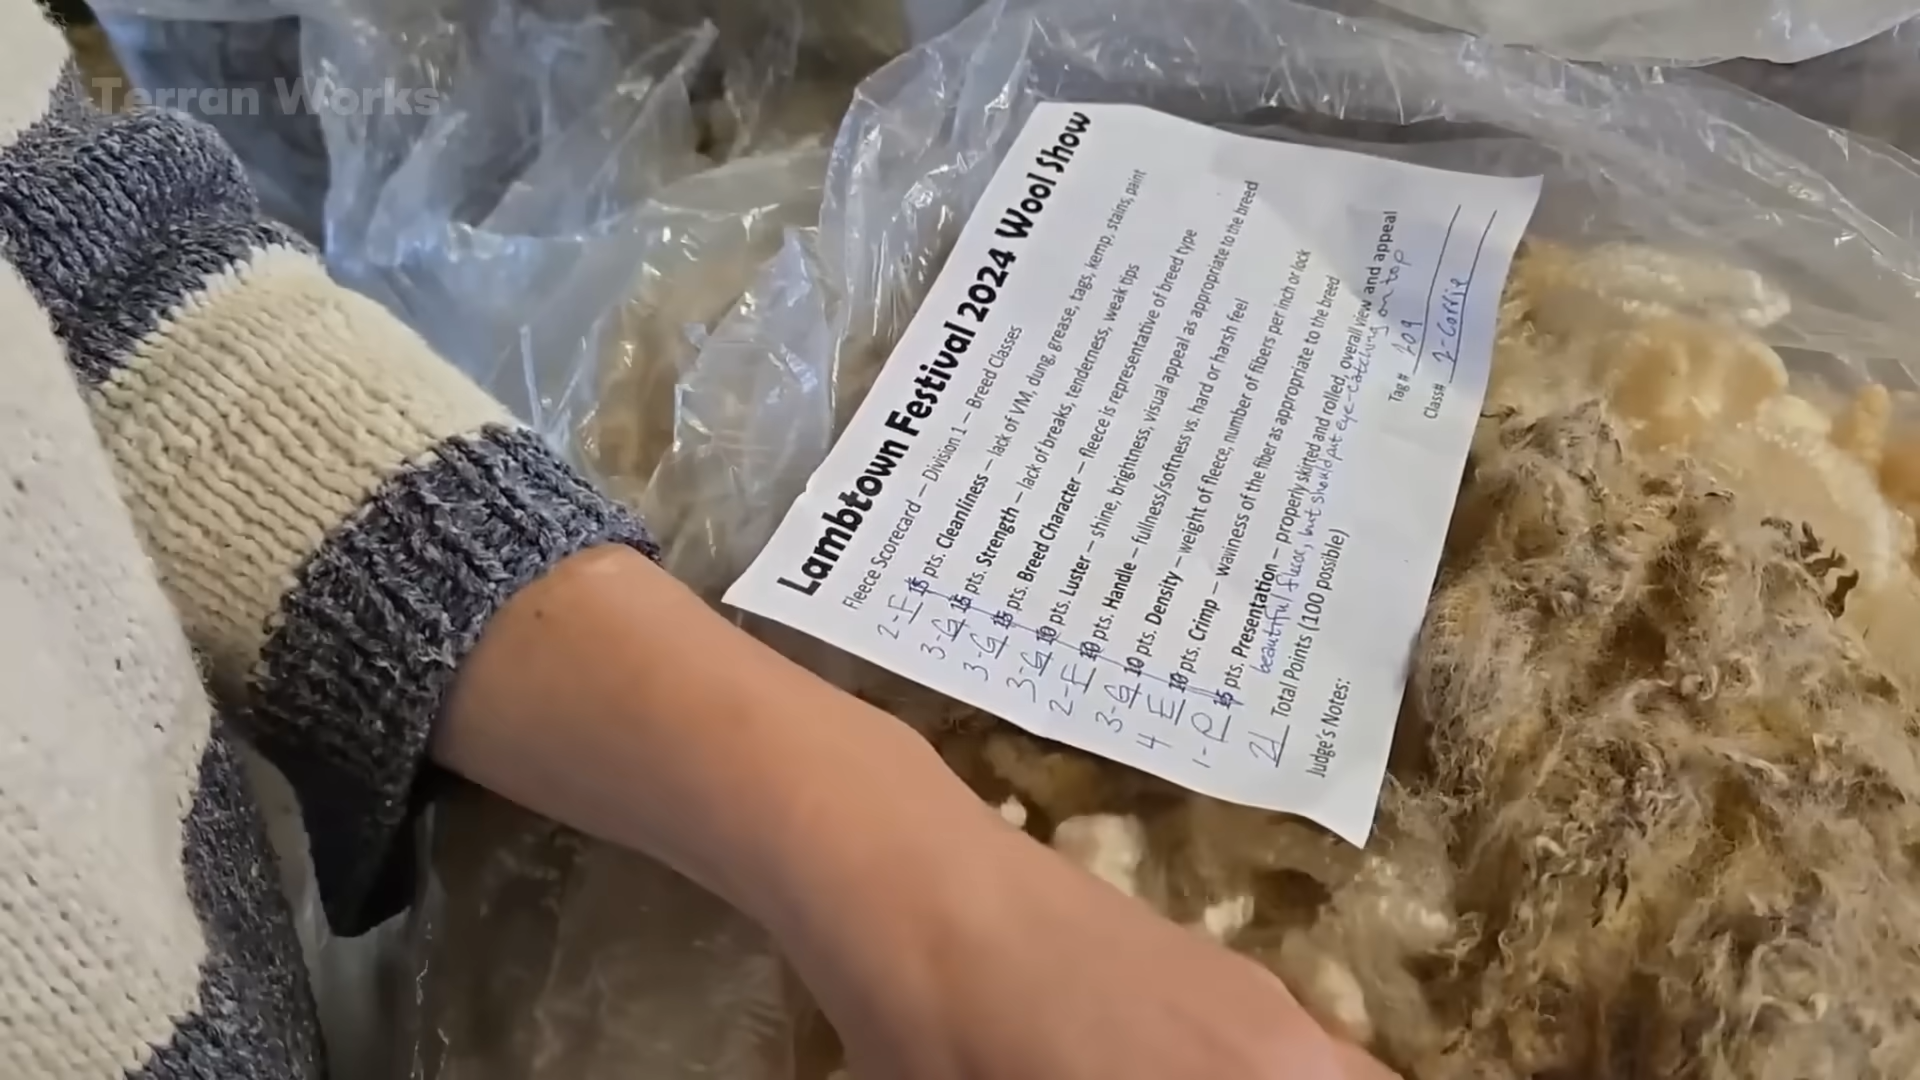 Terran Works
Lambtown Festival 2024 Wool Show
Fleece Scorecard – Division 1 – Breed Classes
2-F 15 pts. Cleanliness – lack of VM, dung, grease, tags, kemp, stains, paint
3-G 15 pts. Strength – lack of breaks, tenderness, weak tips
3-G 15 pts. Breed Character – fleece is representative of breed type
3-G 10 pts. Luster – shine, brightness, visual appeal as appropriate to the breed
2-F 10 pts. Handle – fullness/softness vs. hard or harsh feel
3-G 10 pts. Density – weight of fleece, number of fibers per inch or lock
4 E 10 pts. Crimp – waviness of the fiber as appropriate to the breed
1-P 15 pts. Presentation – properly skirted and rolled, overall view and appeal
beautiful fleece, but should put eye-catching on top
21 Total Points (100 possible)
Tag# 209
Judge's Notes:
Class# 2-Corrie